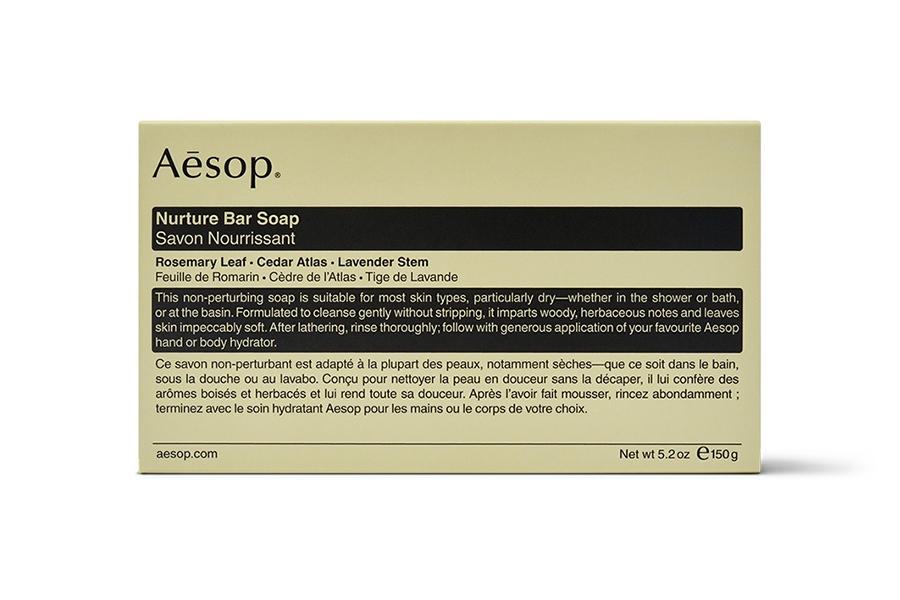 Aēsop®
Nurture Bar Soap
Savon Nourrissant
Rosemary Leaf • Cedar Atlas • Lavender Stem
Feuille de Romarin • Cèdre de l'Atlas • Tige de Lavande
This non-perturbing soap is suitable for most skin types, particularly dry—whether in the shower or bath,
or at the basin. Formulated to cleanse gently without stripping, it imparts woody, herbaceous notes and leaves
skin impeccably soft. After lathering, rinse thoroughly; follow with generous application of your favourite Aesop
hand or body hydrator.
Ce savon non-perturbant est adapté à la plupart des peaux, notamment sèches—que ce soit dans le bain,
sous la douche ou au lavabo. Conçu pour nettoyer la peau en douceur sans la décaper, il lui confère des
arômes boisés et herbacés et lui rend toute sa douceur. Après l'avoir fait mousser, rincez abondamment ;
terminez avec le soin hydratant Aesop pour les mains ou le corps de votre choix.
aesop.com Net wt 5.2 oz ℮150 g